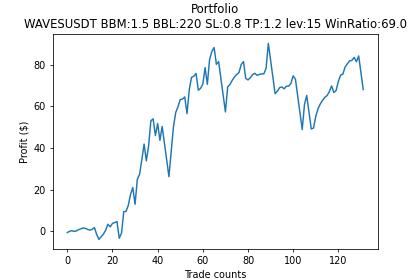 Portfolio
WAVESUSDT BBM:1.5 BBL:220 SL:0.8 TP:1.2 lev:15 WinRatio:69.0
Profit ($)
80
60
40
20
0
0 20 40 60 80 100 120
Trade counts